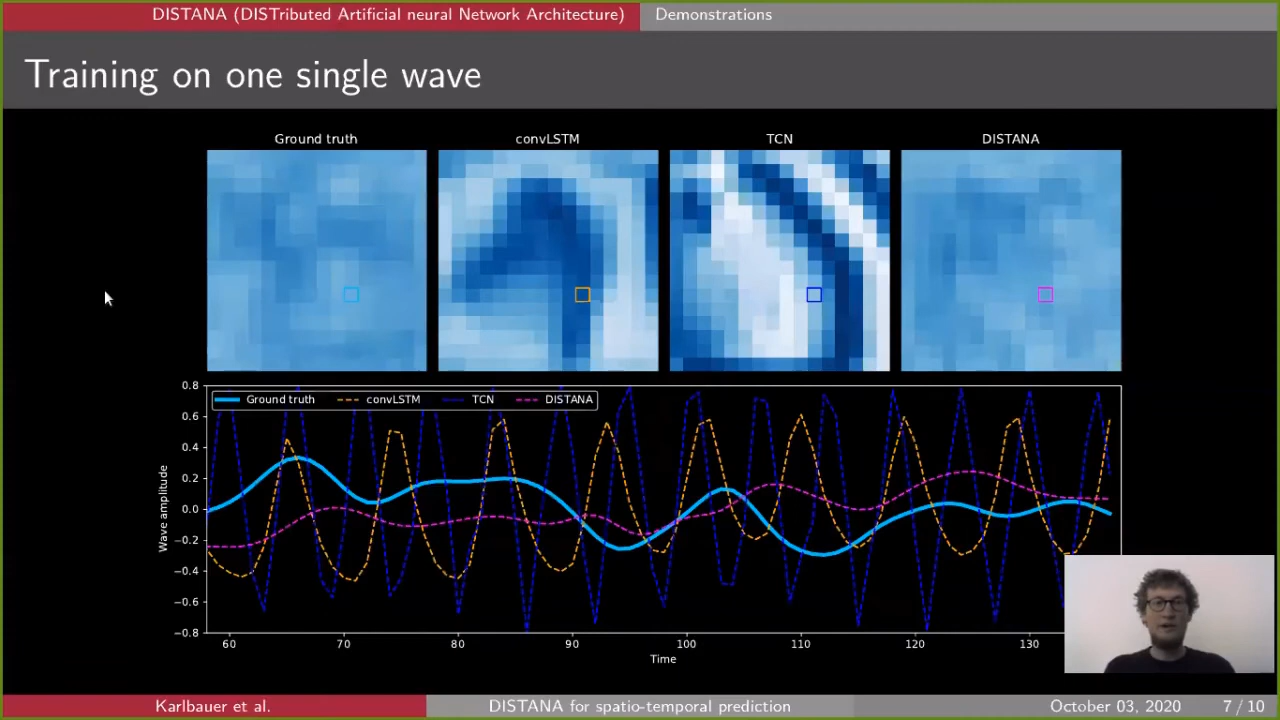 DISTANA (DISTributed Artificial neural Network Architecture) Demonstrations
Training on one single wave
Ground truth convLSTM TCN DISTANA
0.8
0.6
0.4
0.2
0.0
−0.2
−0.4
−0.6
−0.8
Wave amplitude
Ground truth convLSTM TCN DISTANA
60 70 80 90 100 110 120 130
Time
Karlbauer et al. DISTANA for spatio-temporal prediction October 03, 2020 7 / 10